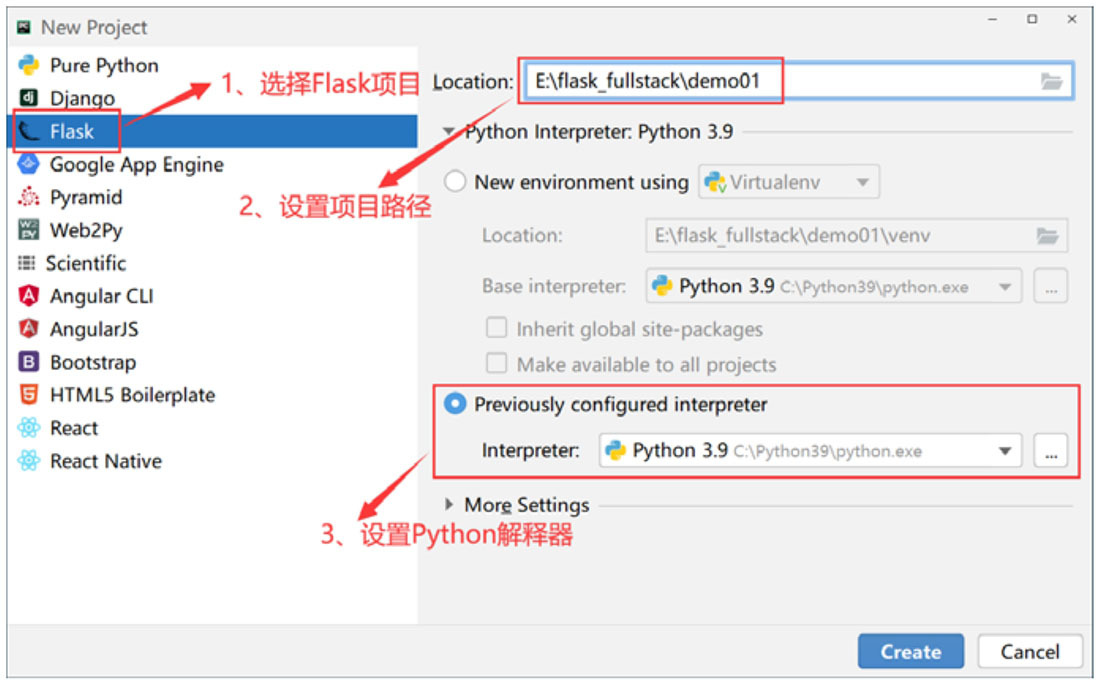 New Project
Pure Python
Django
Flask
Google App Engine
Pyramid
Web2Py
Scientific
Angular CLI
AngularJS
Bootstrap
HTML5 Boilerplate
React
React Native
1、选择Flask项目
Location: E:\flask_fullstack\demo01
Python Interpreter: Python 3.9
New environment using Virtualenv
2、设置项目路径
Location: E:\flask_fullstack\demo01\venv
Base interpreter: Python 3.9 C:\Python39\python.exe ...
Inherit global site-packages
Make available to all projects
Previously configured interpreter
Interpreter: Python 3.9 C:\Python39\python.exe ...
More Settings
3、设置Python解释器
Create Cancel